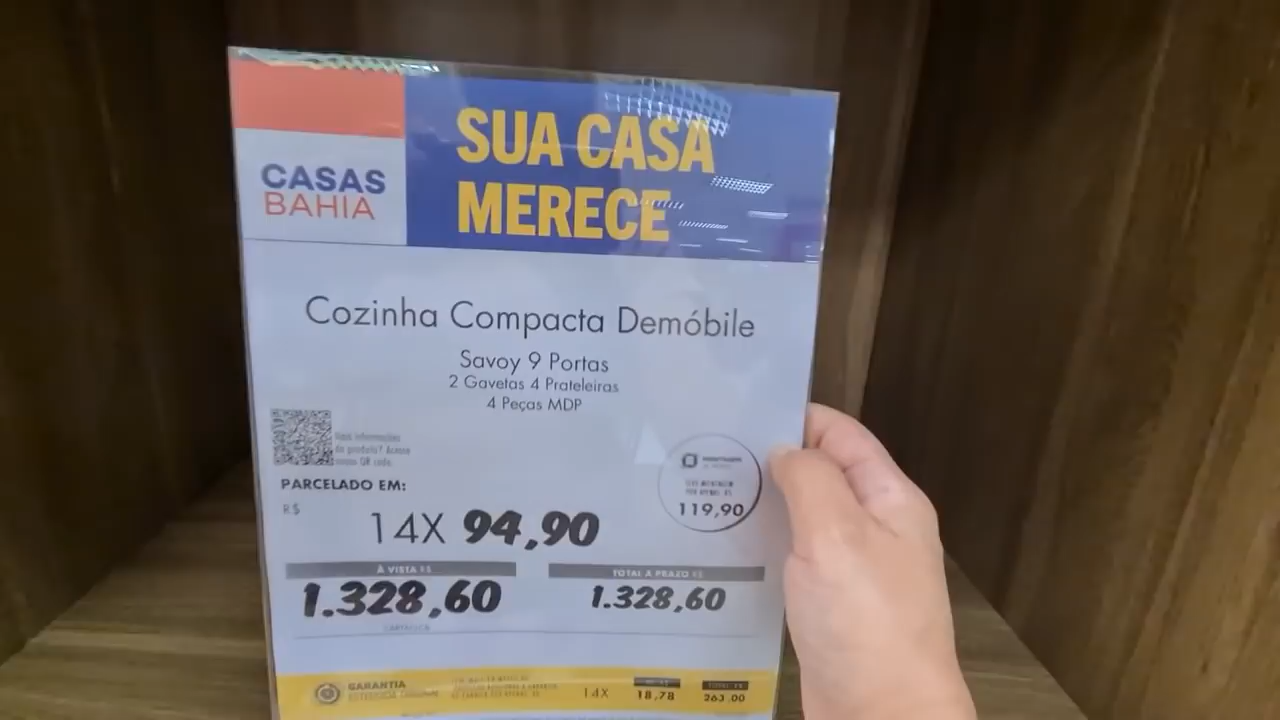 SUA CASA
MERECE
CASAS
BAHIA
Cozinha Compacta Demóbile
Savoy 9 Portas
2 Gavetas 4 Prateleiras
4 Peças MDP
PARCELADO EM:
R$
14X 94,90
119,90
À VISTA R$
1.328,60
TOTAL A PRAZO R$
1.328,60
GARANTIA
14X
18,78
263,00